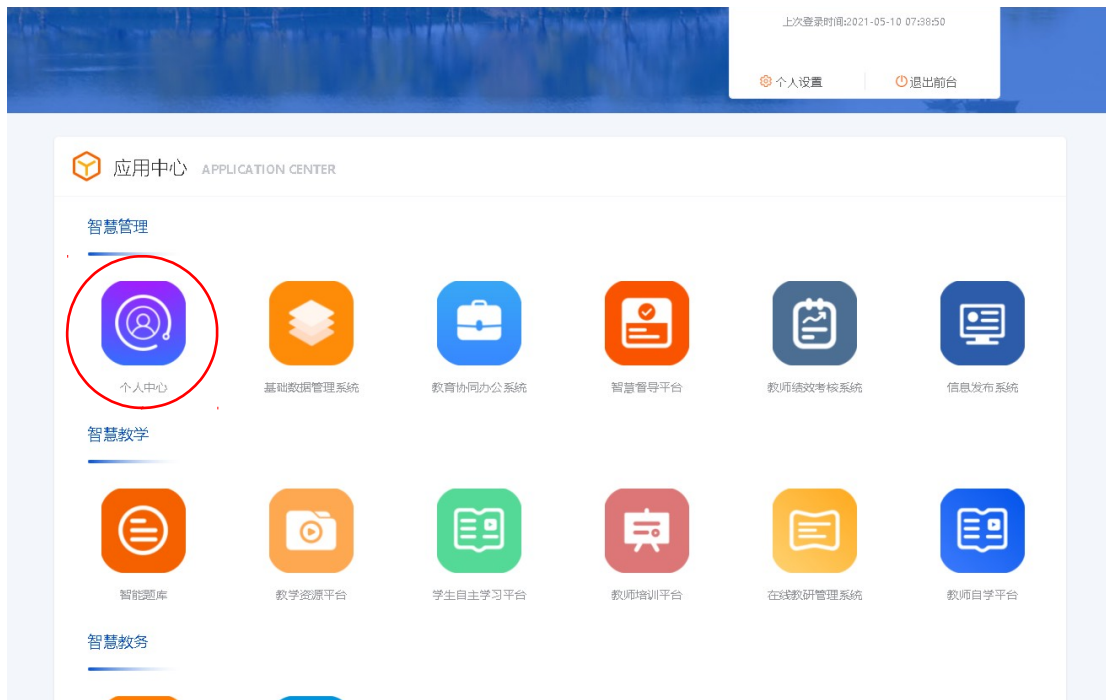 上次登录时间:2021-05-10 07:38:50
个人设置 退出前台
应用中心 APPLICATION CENTER
智慧管理
个人中心 基础数据管理系统 教育协同办公系统 智慧督导平台 教师绩效考核系统 信息发布系统
智慧教学
智能题库 教学资源平台 学生自主学习平台 教师培训平台 在线教研管理系统 教师自学平台
智慧教务